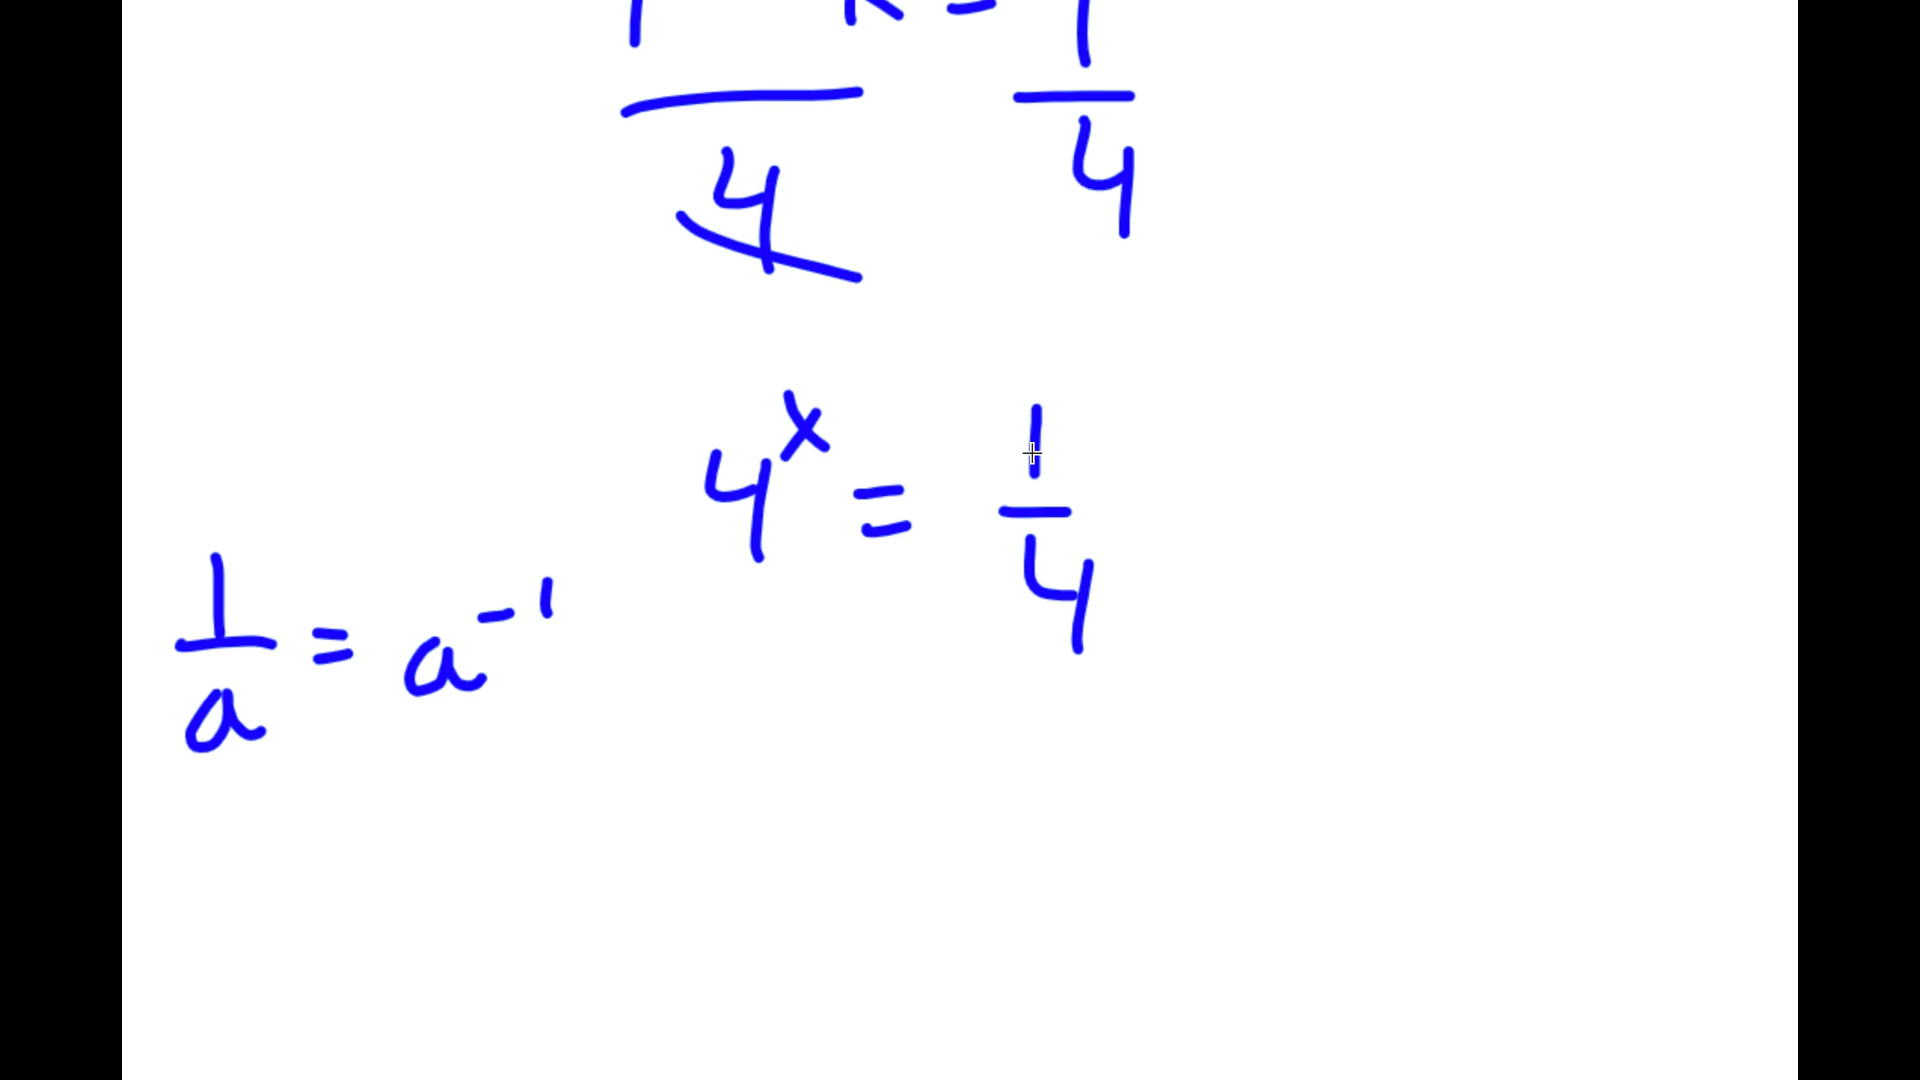 = 1
4 4
4^x = 1/4
1/a = a^-1